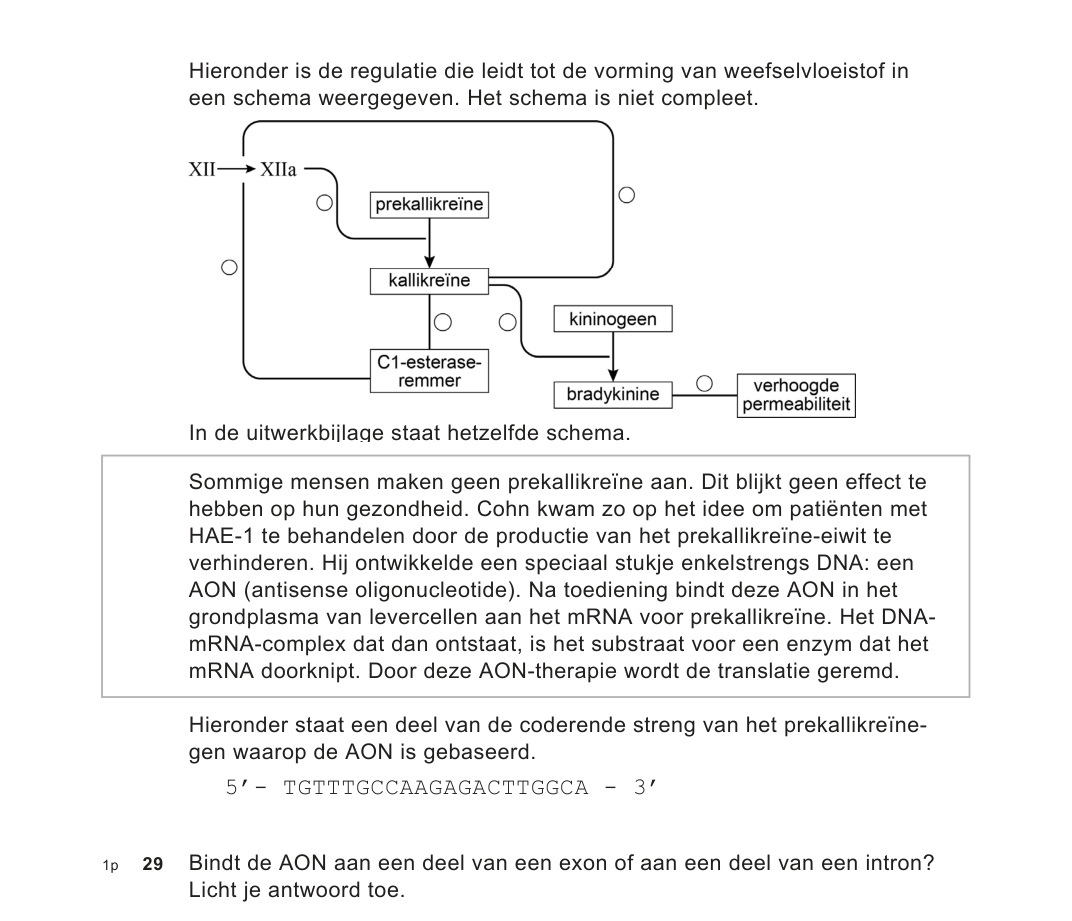 Hieronder is de regulatie die leidt tot de vorming van weefselvloeistof in
een schema weergegeven. Het schema is niet compleet.
XII
XIIa
prekallikreïne
kallikreïne
kininogeen
C1-esterase-
remmer
bradykinine
verhoogde
permeabiliteit
In de uitwerkbijlage staat hetzelfde schema.
Sommige mensen maken geen prekallikreïne aan. Dit blijkt geen effect te
hebben op hun gezondheid. Cohn kwam zo op het idee om patiënten met
HAE-1 te behandelen door de productie van het prekallikreïne-eiwit te
verhinderen. Hij ontwikkelde een speciaal stukje enkelstrengs DNA: een
AON (antisense oligonucleotide). Na toediening bindt deze AON in het
grondplasma van levercellen aan het mRNA voor prekallikreïne. Het DNA-
mRNA-complex dat dan ontstaat, is het substraat voor een enzym dat het
mRNA doorknipt. Door deze AON-therapie wordt de translatie geremd.
Hieronder staat een deel van de coderende streng van het prekallikreïne-
gen waarop de AON is gebaseerd.
5’- TGTTTGCCAAGAGACTTGGCA - 3’
1p 29 Bindt de AON aan een deel van een exon of aan een deel van een intron?
Licht je antwoord toe.